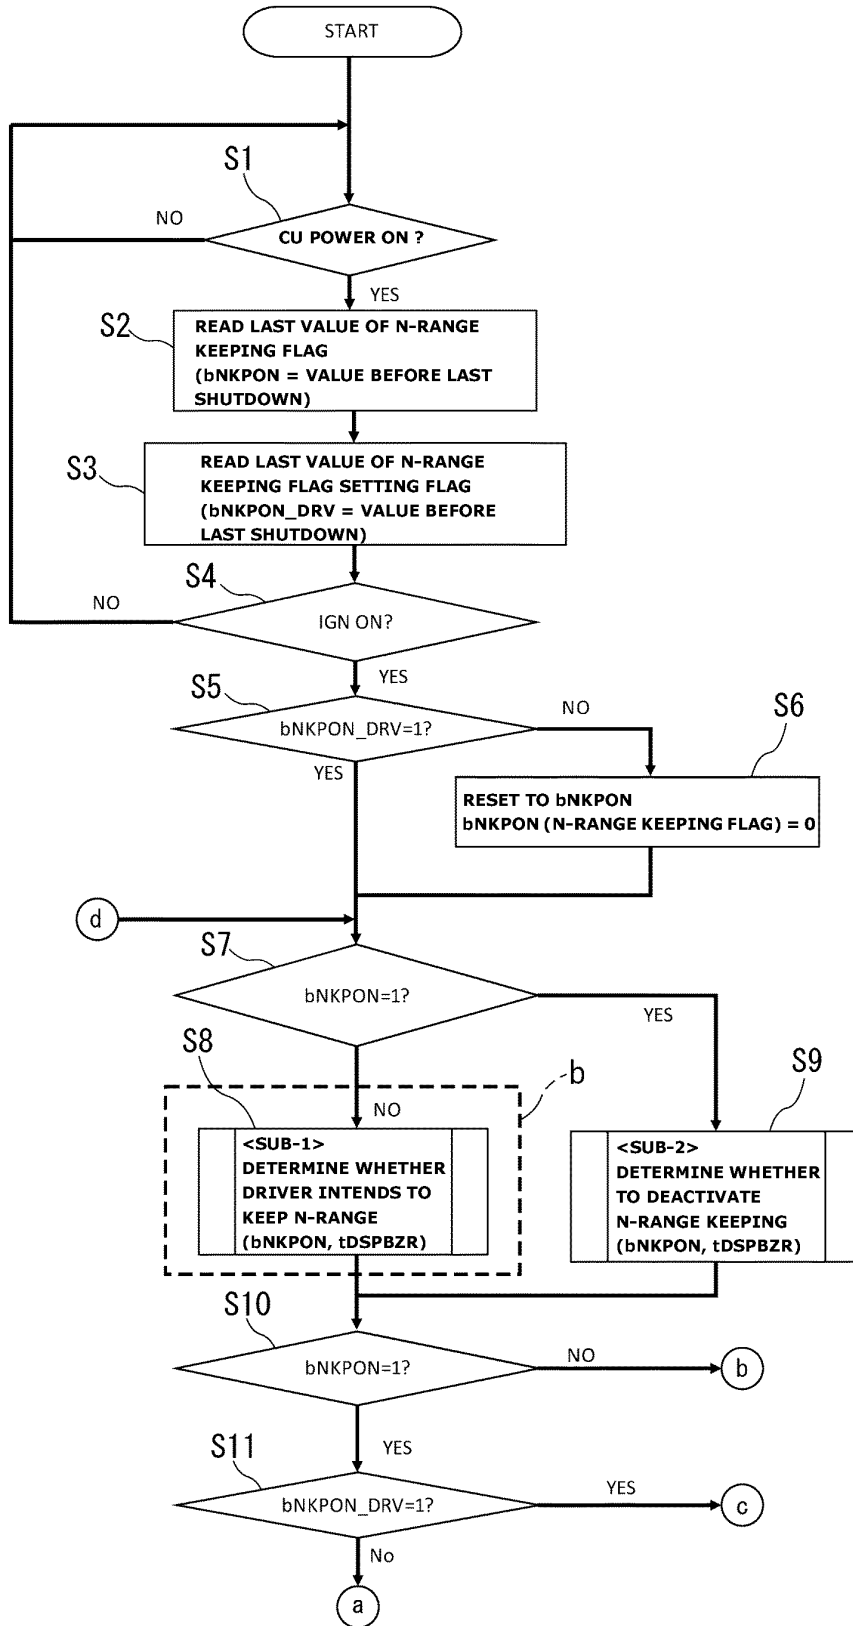 START
S1
NO
CU POWER ON ?
YES
S2
READ LAST VALUE OF N-RANGE
KEEPING FLAG
(bNKPON = VALUE BEFORE LAST
SHUTDOWN)
S3
READ LAST VALUE OF N-RANGE
KEEPING FLAG SETTING FLAG
(bNKPON_DRV = VALUE BEFORE
LAST SHUTDOWN)
S4
NO
IGN ON?
YES
S5
NO
bNKPON_DRV=1?
YES
S6
RESET TO bNKPON
bNKPON (N-RANGE KEEPING FLAG) = 0
d
S7
bNKPON=1?
YES
S8
NO
b
<SUB-1>
DETERMINE WHETHER
DRIVER INTENDS TO
KEEP N-RANGE
(bNKPON, tDSPBZR)
S9
<SUB-2>
DETERMINE WHETHER
TO DEACTIVATE
N-RANGE KEEPING
(bNKPON, tDSPBZR)
S10
bNKPON=1?
NO
b
YES
S11
bNKPON_DRV=1?
YES
c
No
a